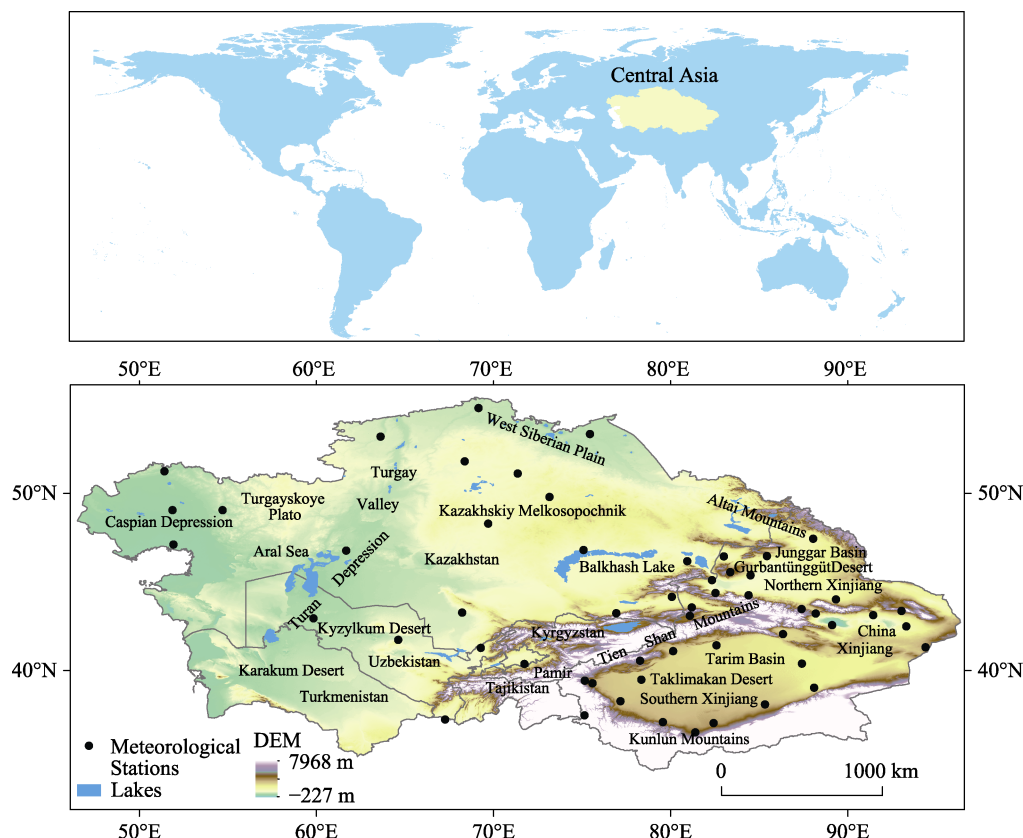 Central Asia
50°E 60°E 70°E 80°E 90°E
West Siberian Plain
Turgay
Valley
50°N
50°N
Turgayskoye
Plato
Altai Mountains
Kazakhskiy Melkosopochnik
Caspian Depression
Aral Sea
Depression
Kazakhstan
Junggar Basin
Balkhash Lake
GurbantünggütDesert
Northern Xinjiang
Turan
Kyzylkum Desert
Kyrgyzstan
Tien Shan Mountains
China
Xinjiang
Uzbekistan
Tarim Basin
40°N
40°N
Karakum Desert
Pamir
Taklimakan Desert
Tajikistan
Turkmenistan
Southern Xinjiang
Kunlun Mountains
Meteorological
Stations
Lakes
DEM
7968 m
−227 m
0 1000 km
50°E 60°E 70°E 80°E 90°E